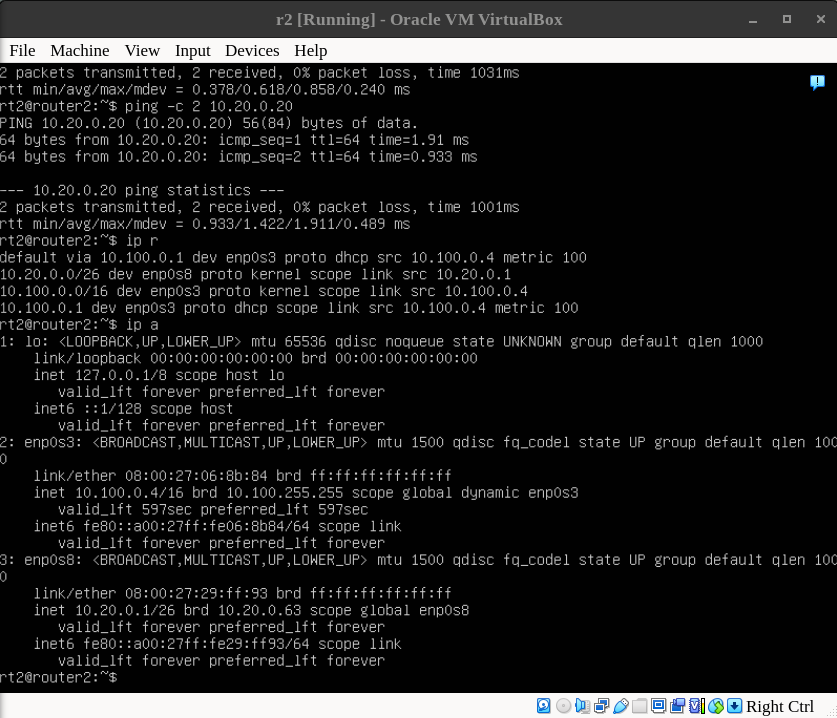 r2 [Running] - Oracle VM VirtualBox
File Machine View Input Devices Help
2 packets transmitted, 2 received, 0% packet loss, time 1031ms
rtt min/avg/max/mdev = 0.378/0.618/0.858/0.240 ms
rt2@router2:~$ ping -c 2 10.20.0.20
PING 10.20.0.20 (10.20.0.20) 56(84) bytes of data.
64 bytes from 10.20.0.20: icmp_seq=1 ttl=64 time=1.91 ms
64 bytes from 10.20.0.20: icmp_seq=2 ttl=64 time=0.933 ms
--- 10.20.0.20 ping statistics ---
2 packets transmitted, 2 received, 0% packet loss, time 1001ms
rtt min/avg/max/mdev = 0.933/1.422/1.911/0.489 ms
rt2@router2:~$ ip r
default via 10.100.0.1 dev enp0s3 proto dhcp src 10.100.0.4 metric 100
10.20.0.0/26 dev enp0s8 proto kernel scope link src 10.20.0.1
10.100.0.0/16 dev enp0s3 proto kernel scope link src 10.100.0.4
10.100.0.1 dev enp0s3 proto dhcp scope link src 10.100.0.4 metric 100
rt2@router2:~$ ip a
1: lo: <LOOPBACK,UP,LOWER_UP> mtu 65536 qdisc noqueue state UNKNOWN group default qlen 1000
link/loopback 00:00:00:00:00:00 brd 00:00:00:00:00:00
inet 127.0.0.1/8 scope host lo
valid_lft forever preferred_lft forever
inet6 ::1/128 scope host
valid_lft forever preferred_lft forever
2: enp0s3: <BROADCAST,MULTICAST,UP,LOWER_UP> mtu 1500 qdisc fq_codel state UP group default qlen 100
0
link/ether 08:00:27:06:8b:84 brd ff:ff:ff:ff:ff:ff
inet 10.100.0.4/16 brd 10.100.255.255 scope global dynamic enp0s3
valid_lft 597sec preferred_lft 597sec
inet6 fe80::a00:27ff:fe06:8b84/64 scope link
valid_lft forever preferred_lft forever
3: enp0s8: <BROADCAST,MULTICAST,UP,LOWER_UP> mtu 1500 qdisc fq_codel state UP group default qlen 100
0
link/ether 08:00:27:29:ff:93 brd ff:ff:ff:ff:ff:ff
inet 10.20.0.1/26 brd 10.20.0.63 scope global enp0s8
valid_lft forever preferred_lft forever
inet6 fe80::a00:27ff:fe29:ff93/64 scope link
valid_lft forever preferred_lft forever
rt2@router2:~$
Right Ctrl